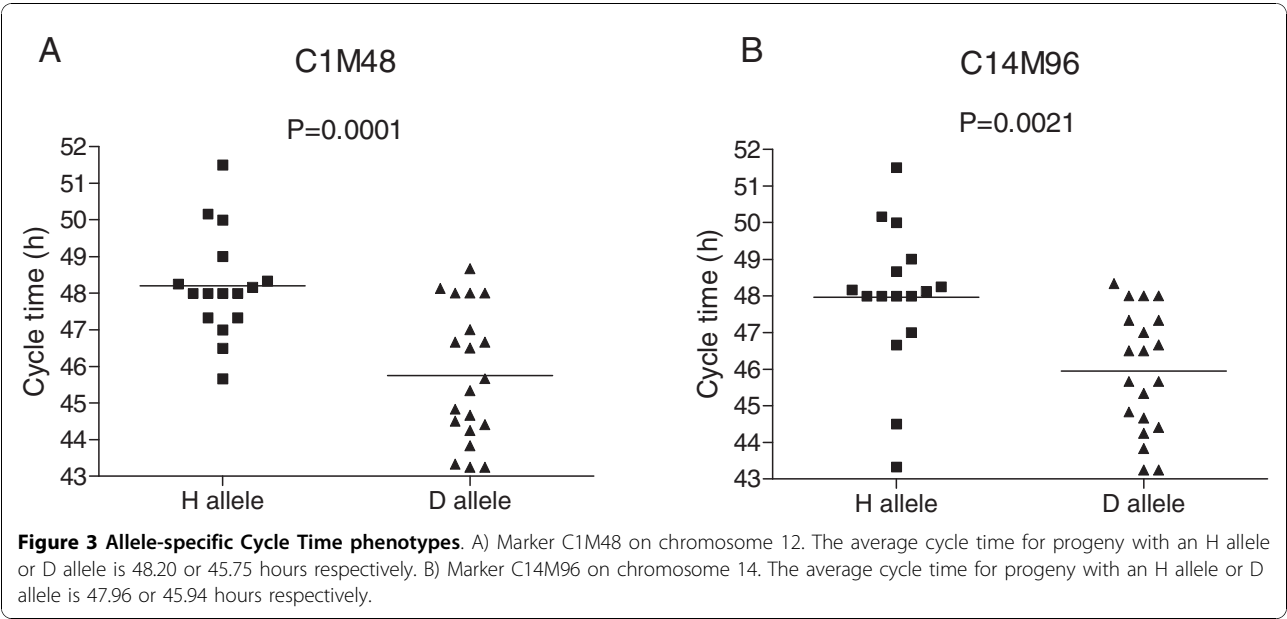 A
C1M48
P=0.0001
52
51
50
49
48
47
46
45
44
43
Cycle time (h)
H allele
D allele
B
C14M96
P=0.0021
52
51
50
49
48
47
46
45
44
43
Cycle time (h)
H allele
D allele
Figure 3 Allele-specific Cycle Time phenotypes. A) Marker C1M48 on chromosome 12. The average cycle time for progeny with an H allele
or D allele is 48.20 or 45.75 hours respectively. B) Marker C14M96 on chromosome 14. The average cycle time for progeny with an H allele or D
allele is 47.96 or 45.94 hours respectively.